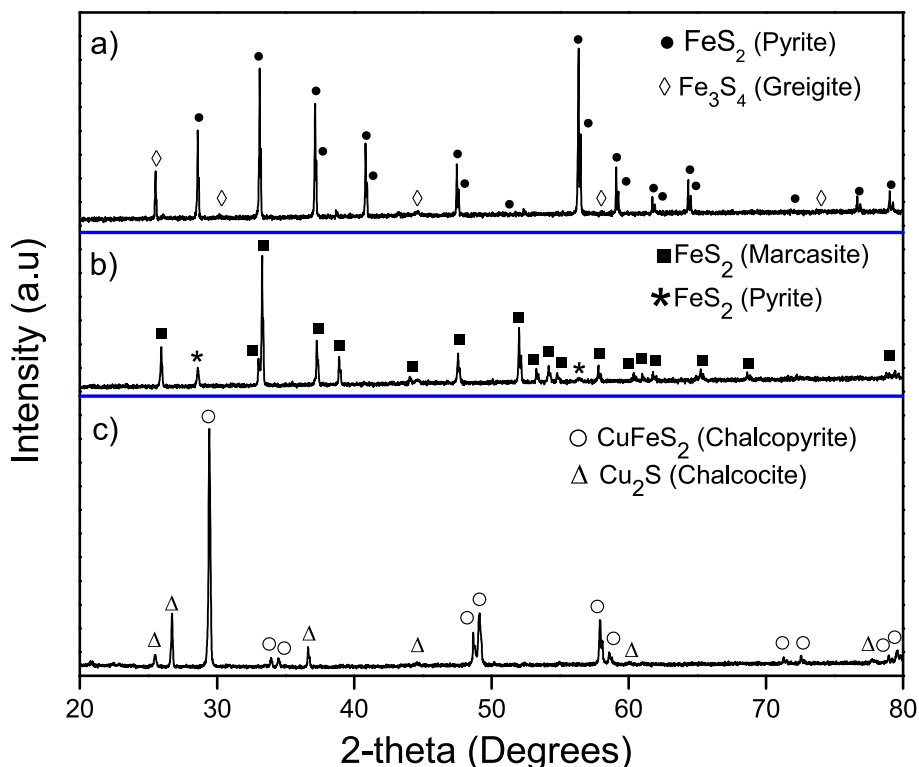 a)
● FeS₂ (Pyrite)
◊ Fe₃S₄ (Greigite)
b)
■ FeS₂ (Marcasite)
* FeS₂ (Pyrite)
c)
○ CuFeS₂ (Chalcopyrite)
Δ Cu₂S (Chalcocite)
Intensity (a.u)
20 30 40 50 60 70 80
2-theta (Degrees)